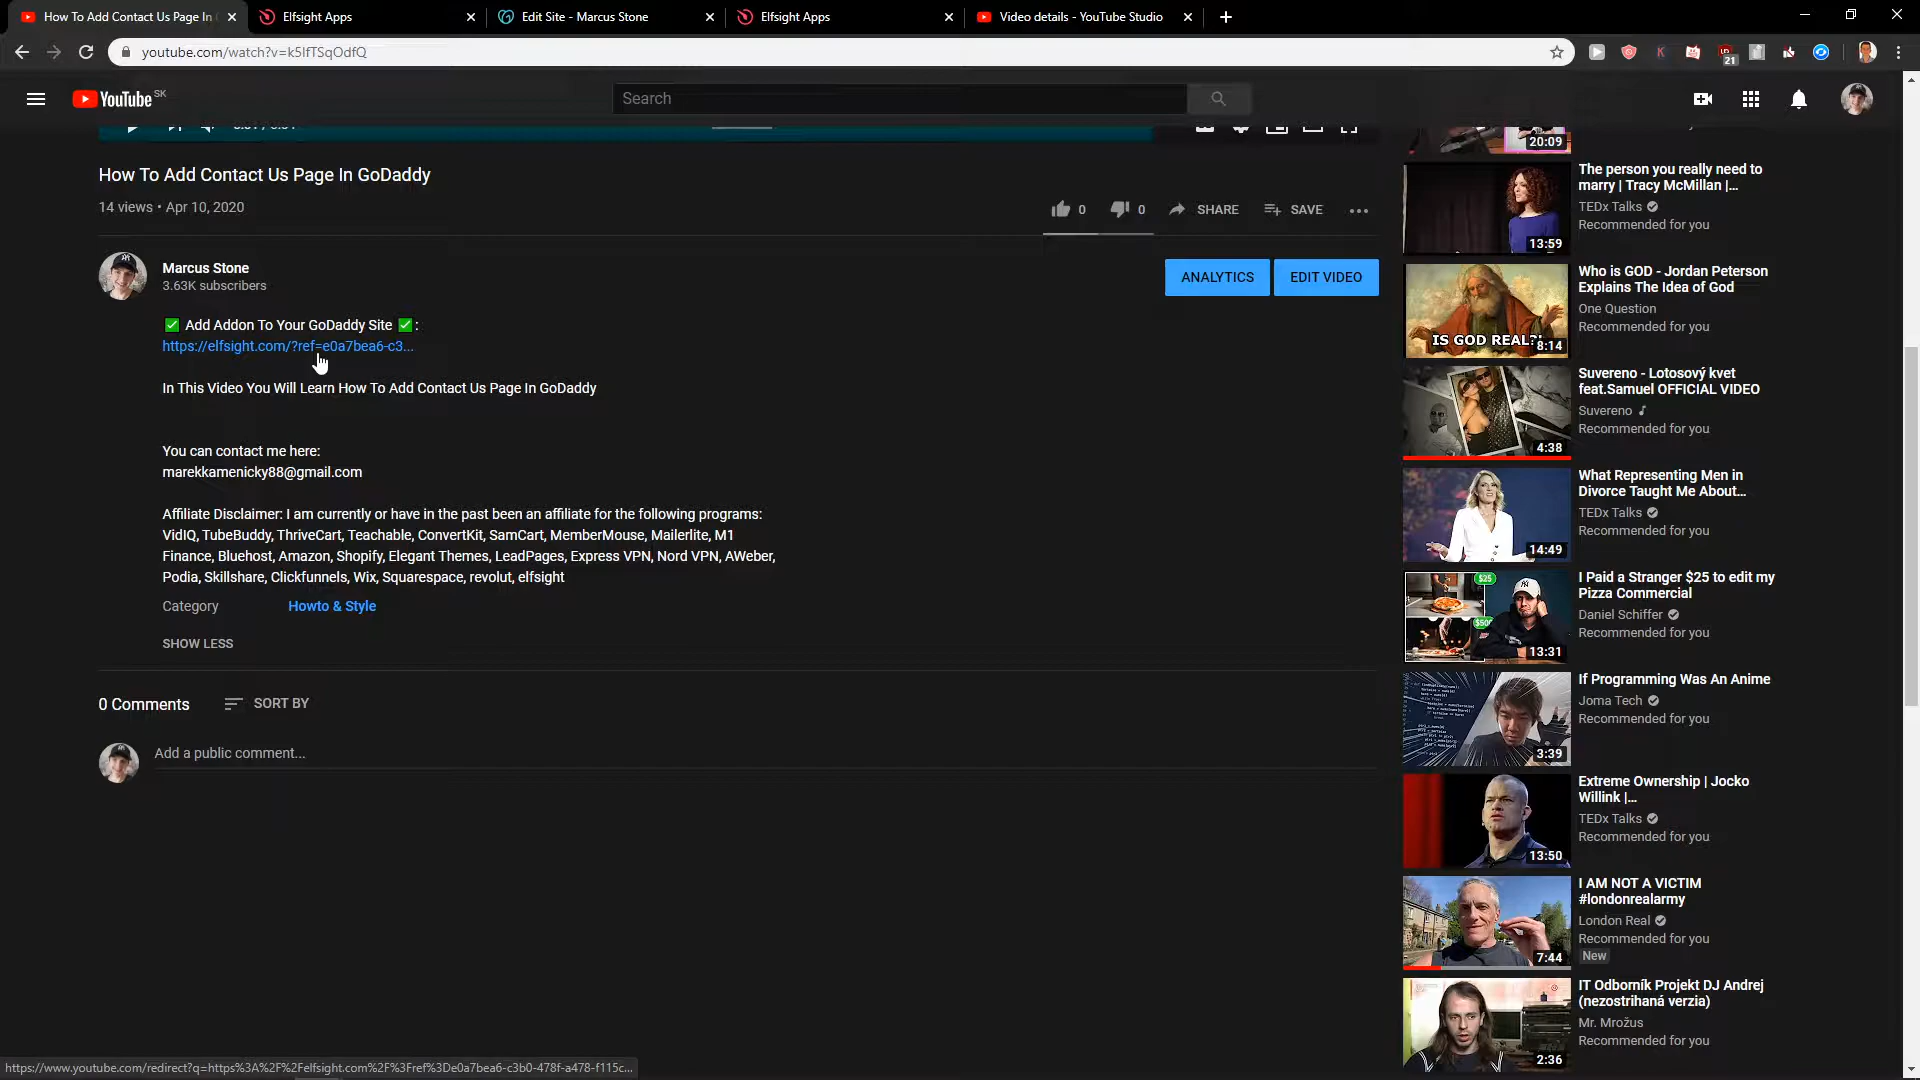 How To Add Contact Us Page In
Elfsight Apps
Edit Site - Marcus Stone
Elfsight Apps
Video details - YouTube Studio
youtube.com/watch?v=k5IfTSqOdfQ
21
YouTube SK
Search
20:09
How To Add Contact Us Page In GoDaddy
14 views • Apr 10, 2020
0
0
SHARE
SAVE
Marcus Stone
3.63K subscribers
ANALYTICS
EDIT VIDEO
✅ Add Addon To Your GoDaddy Site ✅:
https://elfsight.com/?ref=e0a7bea6-c3...
In This Video You Will Learn How To Add Contact Us Page In GoDaddy
You can contact me here:
marekkamenicky88@gmail.com
Affiliate Disclaimer: I am currently or have in the past been an affiliate for the following programs:
VidIQ, TubeBuddy, ThriveCart, Teachable, ConvertKit, SamCart, MemberMouse, Mailerlite, M1
Finance, Bluehost, Amazon, Shopify, Elegant Themes, LeadPages, Express VPN, Nord VPN, AWeber,
Podia, Skillshare, Clickfunnels, Wix, Squarespace, revolut, elfsight
Category
Howto & Style
SHOW LESS
0 Comments
SORT BY
Add a public comment...
The person you really need to
marry | Tracy McMillan |...
TEDx Talks
Recommended for you
13:59
Who is GOD - Jordan Peterson
Explains The Idea of God
One Question
Recommended for you
IS GOD REAL?
8:14
Suvereno - Lotosový kvet
feat.Samuel OFFICIAL VIDEO
Suvereno
Recommended for you
4:38
What Representing Men in
Divorce Taught Me About...
TEDx Talks
Recommended for you
14:49
I Paid a Stranger $25 to edit my
Pizza Commercial
Daniel Schiffer
Recommended for you
$25
$500
13:31
If Programming Was An Anime
Joma Tech
Recommended for you
3:39
Extreme Ownership | Jocko
Willink |...
TEDx Talks
Recommended for you
13:50
I AM NOT A VICTIM
#londonrealarmy
London Real
Recommended for you
New
7:44
IT Odborník Projekt DJ Andrej
(nezostrihaná verzia)
Mr. Mrožus
Recommended for you
2:36
https://www.youtube.com/redirect?q=https%3A%2F%2Felfsight.com%2F%3Fref%3De0a7bea6-c3b0-478f-a478-f115c...